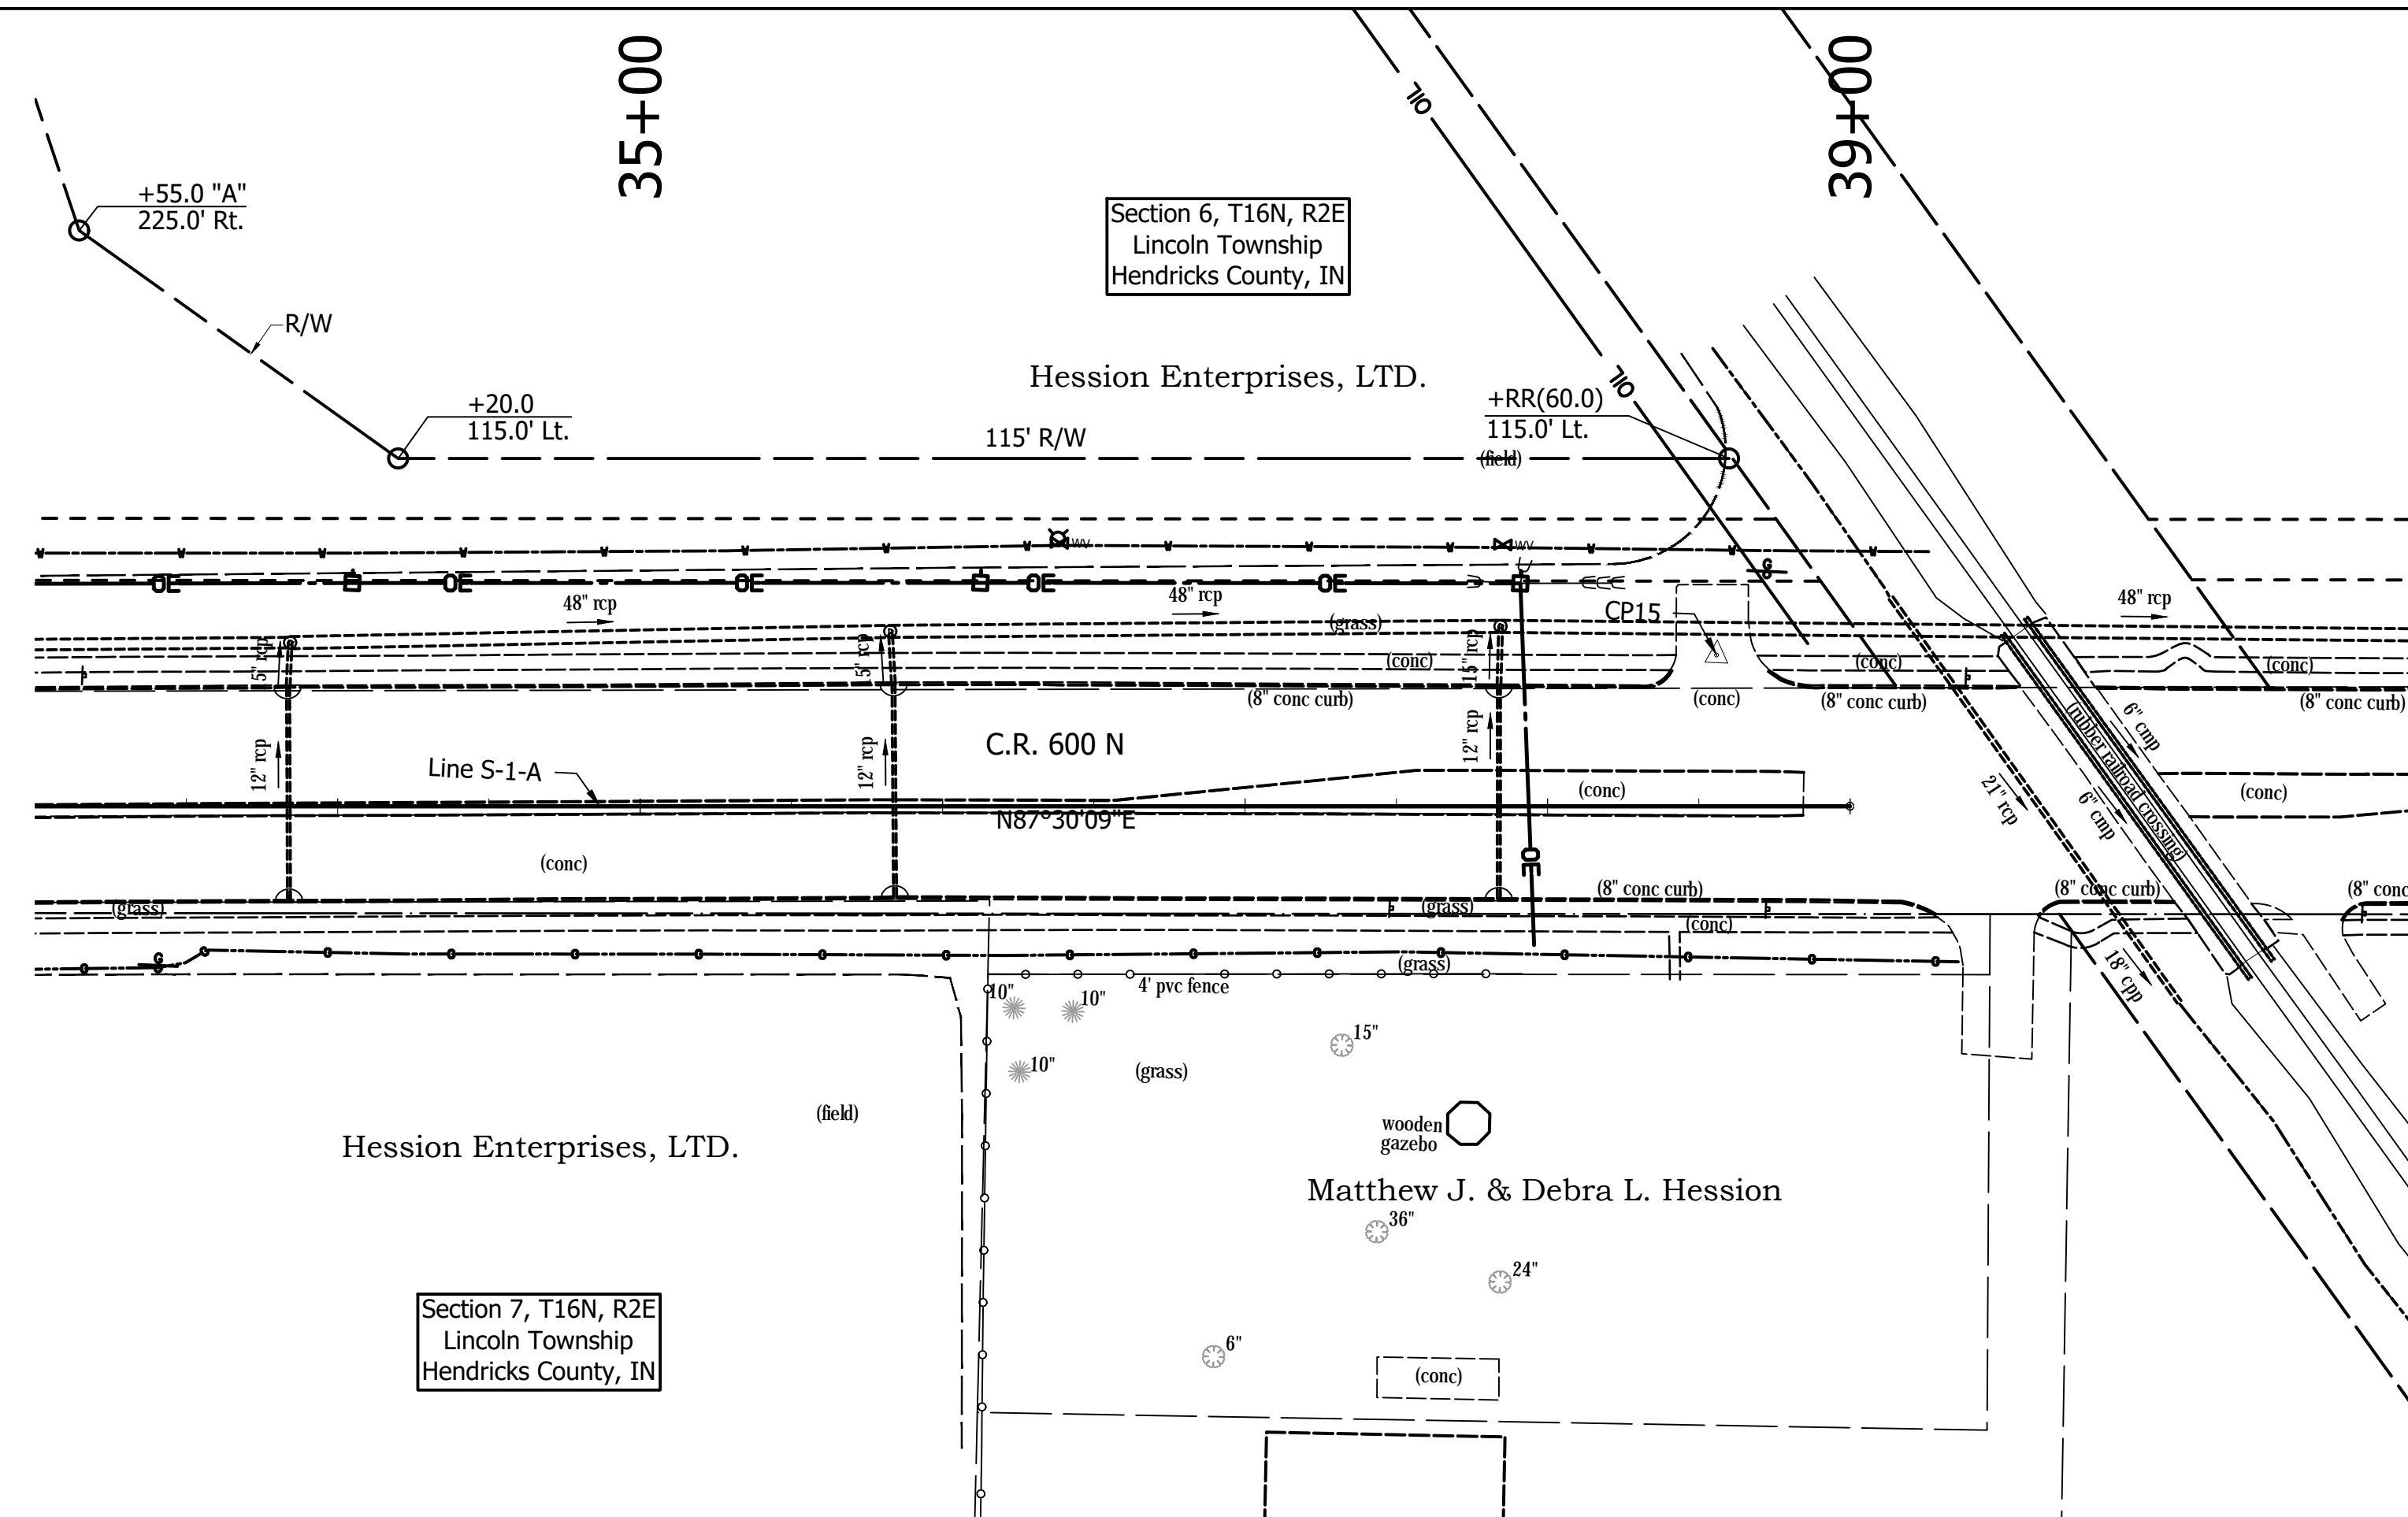 35+00
39+00
OIL
+55.0 "A"
225.0' Rt.
Section 6, T16N, R2E
Lincoln Township
Hendricks County, IN
R/W
Hession Enterprises, LTD.
OIL
+20.0
115.0' Lt.
115' R/W
+RR(60.0)
115.0' Lt.
(field)
W W W W W W W W W W W W W W
WV
WV
OE OE OE OE OE
G
48" rcp
48" rcp
48" rcp
CP15
(grass)
5" rcp
5" rcp
15" rcp
(conc)
(conc)
(conc)
(8" conc curb)
(conc)
(8" conc curb)
(8" conc curb)
12" rcp
12" rcp
12" rcp
C.R. 600 N
6" cmp
(rubber railroad crossing)
Line S-1-A
(conc)
21" rcp
6" cmp
(conc)
N87°30'09"E
(conc)
OE
(8" conc curb)
(8" conc curb)
(8" conc
(grass)
(grass)
(conc)
G
G G G G G G G G G G G G G G G
(grass)
18" cpp
4' pvc fence
10"
10"
15"
10"
(grass)
(field)
wooden
gazebo
Hession Enterprises, LTD.
Matthew J. & Debra L. Hession
36"
24"
Section 7, T16N, R2E
Lincoln Township
Hendricks County, IN
6"
(conc)